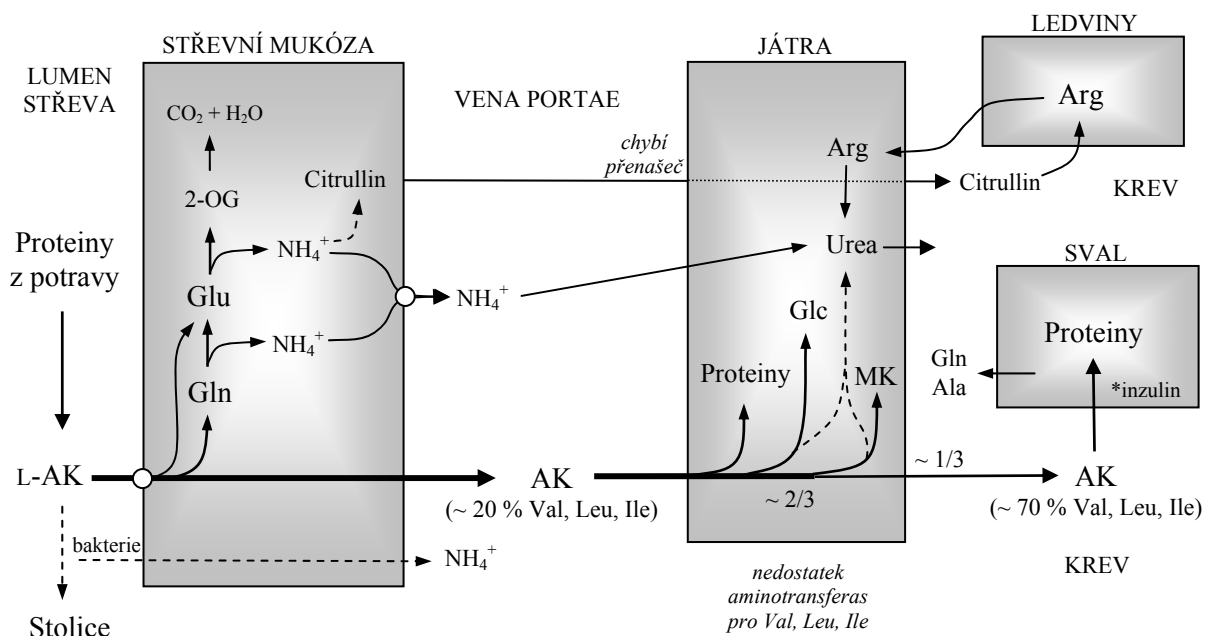 STŘEVNÍ MUKÓZA
JÁTRA
LEDVINY
LUMEN
STŘEVA
VENA PORTAE
CO₂ + H₂O
Arg
chybí
přenašeč
Arg
Citrullin
2-OG
Citrullin
KREV
Proteiny
z potravy
NH₄⁺
Urea
SVAL
Glu
NH₄⁺
Glc
NH₄⁺
Proteiny
Gln
Ala
Gln
Proteiny
MK
*inzulin
L-AK
AK
~ 2/3
~ 1/3
AK
(~ 20 % Val, Leu, Ile)
(~ 70 % Val, Leu, Ile)
bakterie
NH₄⁺
KREV
nedostatek
aminotransferas
pro Val, Leu, Ile
Stolice